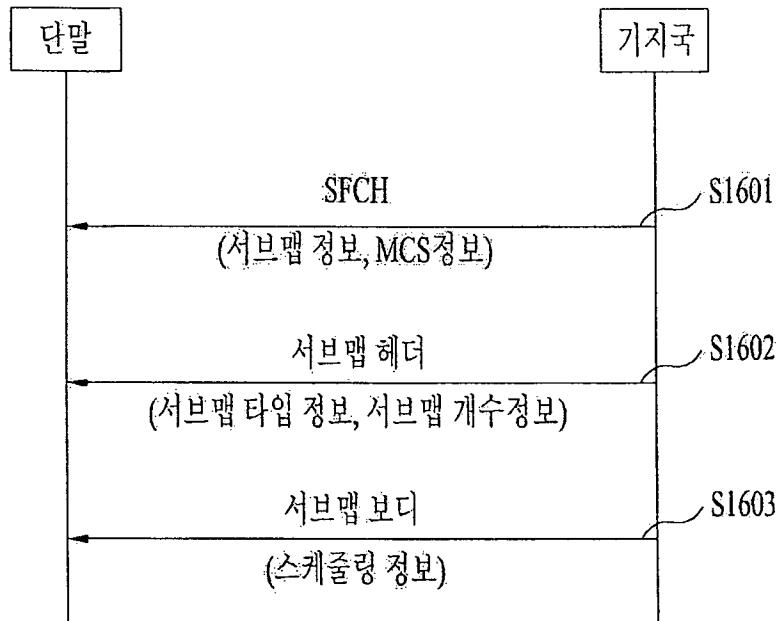 단말
기지국
SFCH
S1601
(서브맵 정보, MCS정보)
서브맵 헤더
S1602
(서브맵 타입 정보, 서브맵 개수정보)
서브맵 보디
S1603
(스케줄링 정보)